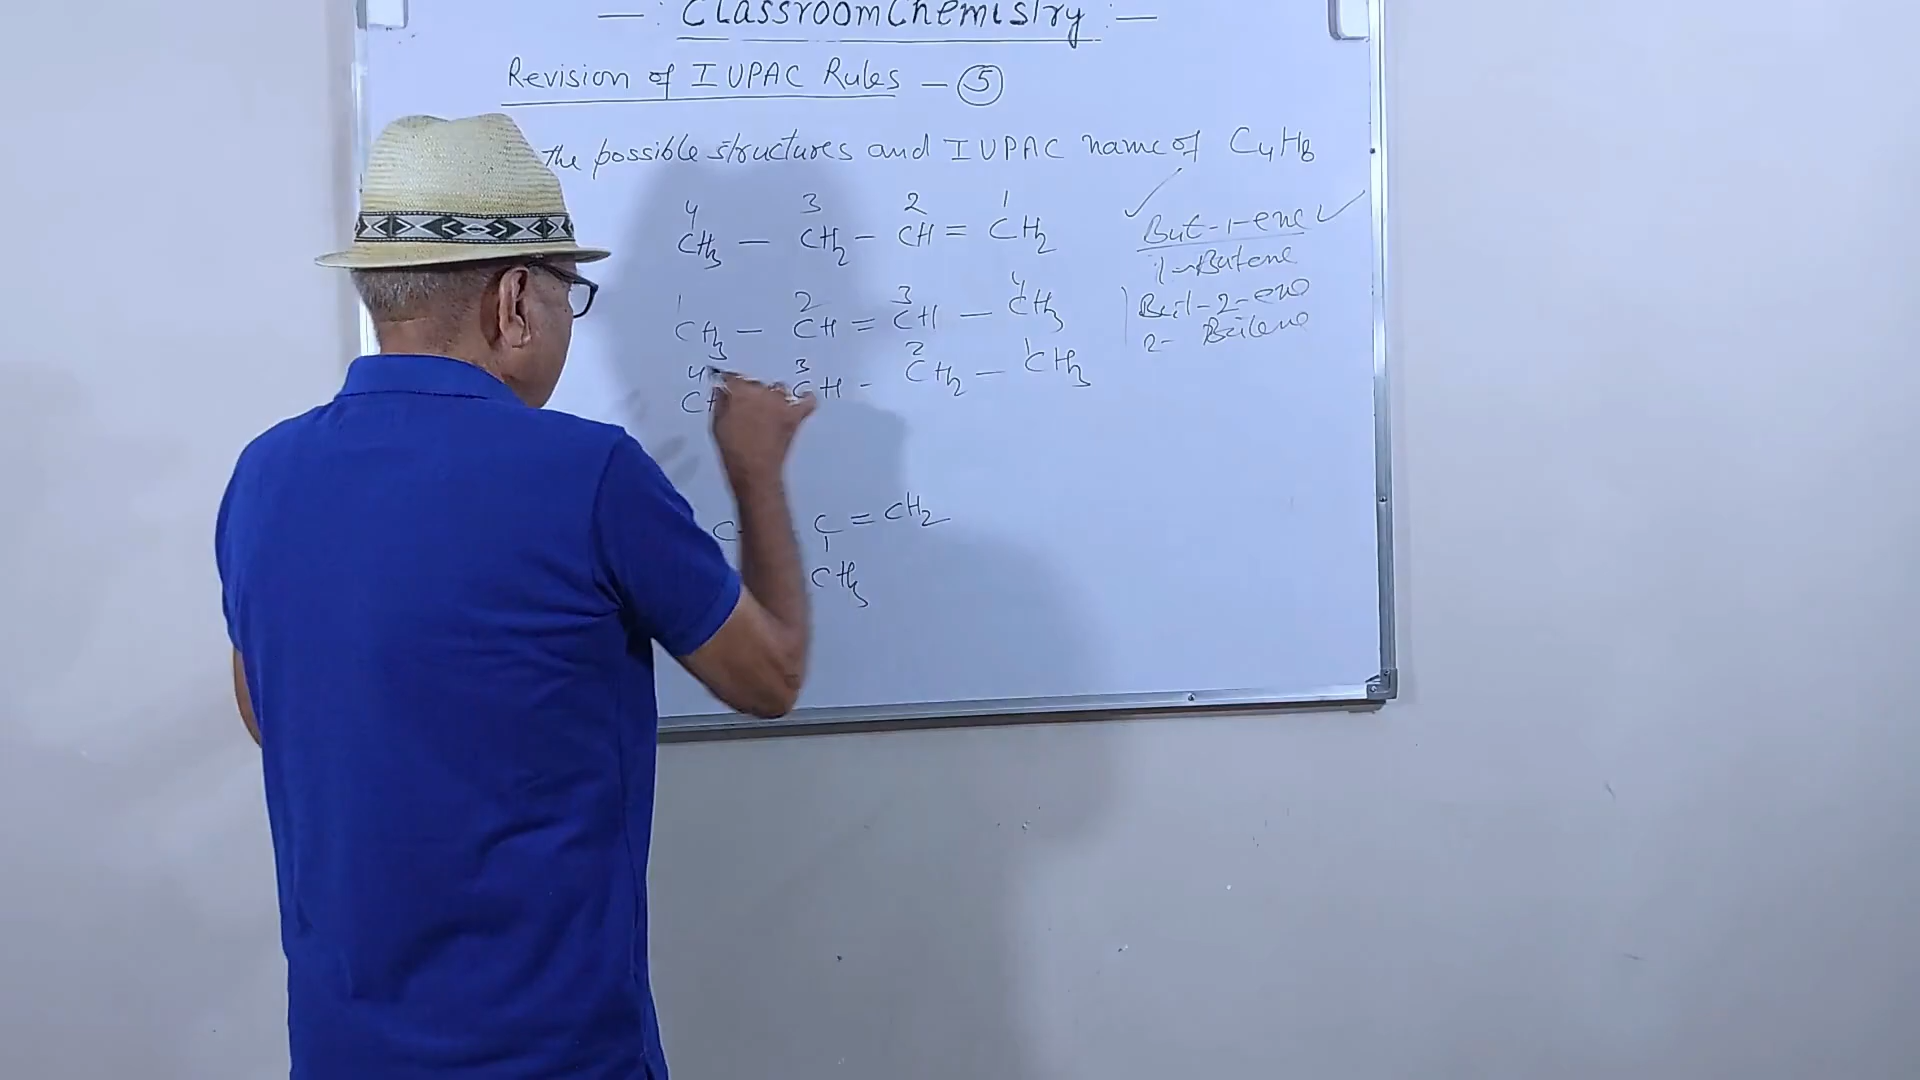 — : ClassroomChemistry : —
Revision of IUPAC Rules — 5
the possible structures and IUPAC name of C4H8
4 3 2 1
CH3 — CH2 – CH = CH2
But-1-ene
1-Butene
1 2 3 4
CH3 — CH = CH — CH3
But-2-ene
2- Butene
4 3 2 1
CH – CH2 — CH3
C = CH2
CH3